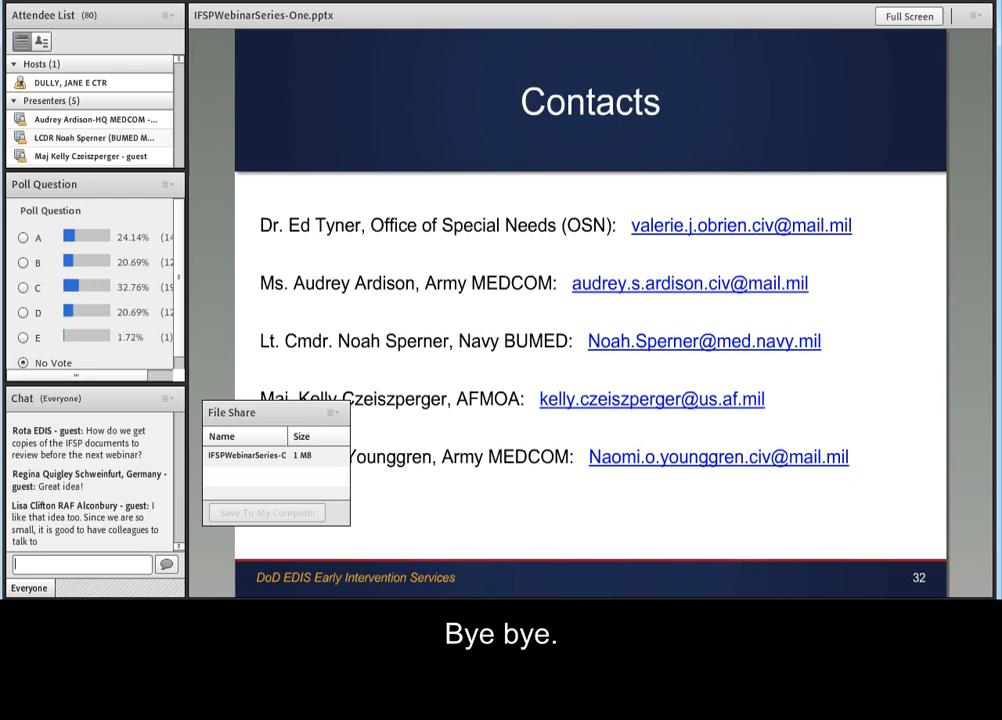 Attendee List (80)
Hosts (1)
DULLY, JANE E CTR
Presenters (5)
Audrey Ardison-HQ MEDCOM -...
LCDR Noah Sperner (BUMED M...
Maj Kelly Czeiszperger - guest
Poll Question
Poll Question
A 24.14% (14
B 20.69% (12
C 32.76% (19
D 20.69% (12
E 1.72% (1)
No Vote
Chat (Everyone)
Rota EDIS - guest: How do we get
copies of the IFSP documents to
review before the next webinar?
Regina Quigley Schweinfurt, Germany -
guest: Great idea!
Lisa Clifton RAF Alconbury - guest: I
like that idea too. Since we are so
small, it is good to have colleagues to
talk to
Everyone
IFSPWebinarSeries-One.pptx
Full Screen
Contacts
Dr. Ed Tyner, Office of Special Needs (OSN): valerie.j.obrien.civ@mail.mil
Ms. Audrey Ardison, Army MEDCOM: audrey.s.ardison.civ@mail.mil
Lt. Cmdr. Noah Sperner, Navy BUMED: Noah.Sperner@med.navy.mil
Maj. Kelly Czeiszperger, AFMOA: kelly.czeiszperger@us.af.mil
Younggren, Army MEDCOM: Naomi.o.younggren.civ@mail.mil
File Share
Name Size
IFSPWebinarSeries-C 1 MB
Save To My Computer
DoD EDIS Early Intervention Services
32
Bye bye.